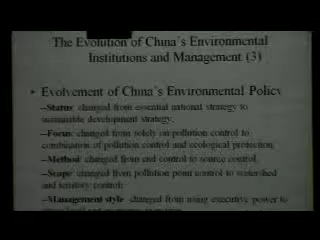 The Evolution of China's Environmental
Institutions and Management (3)
• Evolvement of China's Environmental Policy
–Status: changed from essential national strategy to
sustainable development strategy.
–Focus: changed from solely on pollution control to
combination of pollution control and ecological protection.
–Method: changed from end control to source control.
–Scope: changed from pollution point control to watershed
and territory control.
–Management style: changed from using executive power to